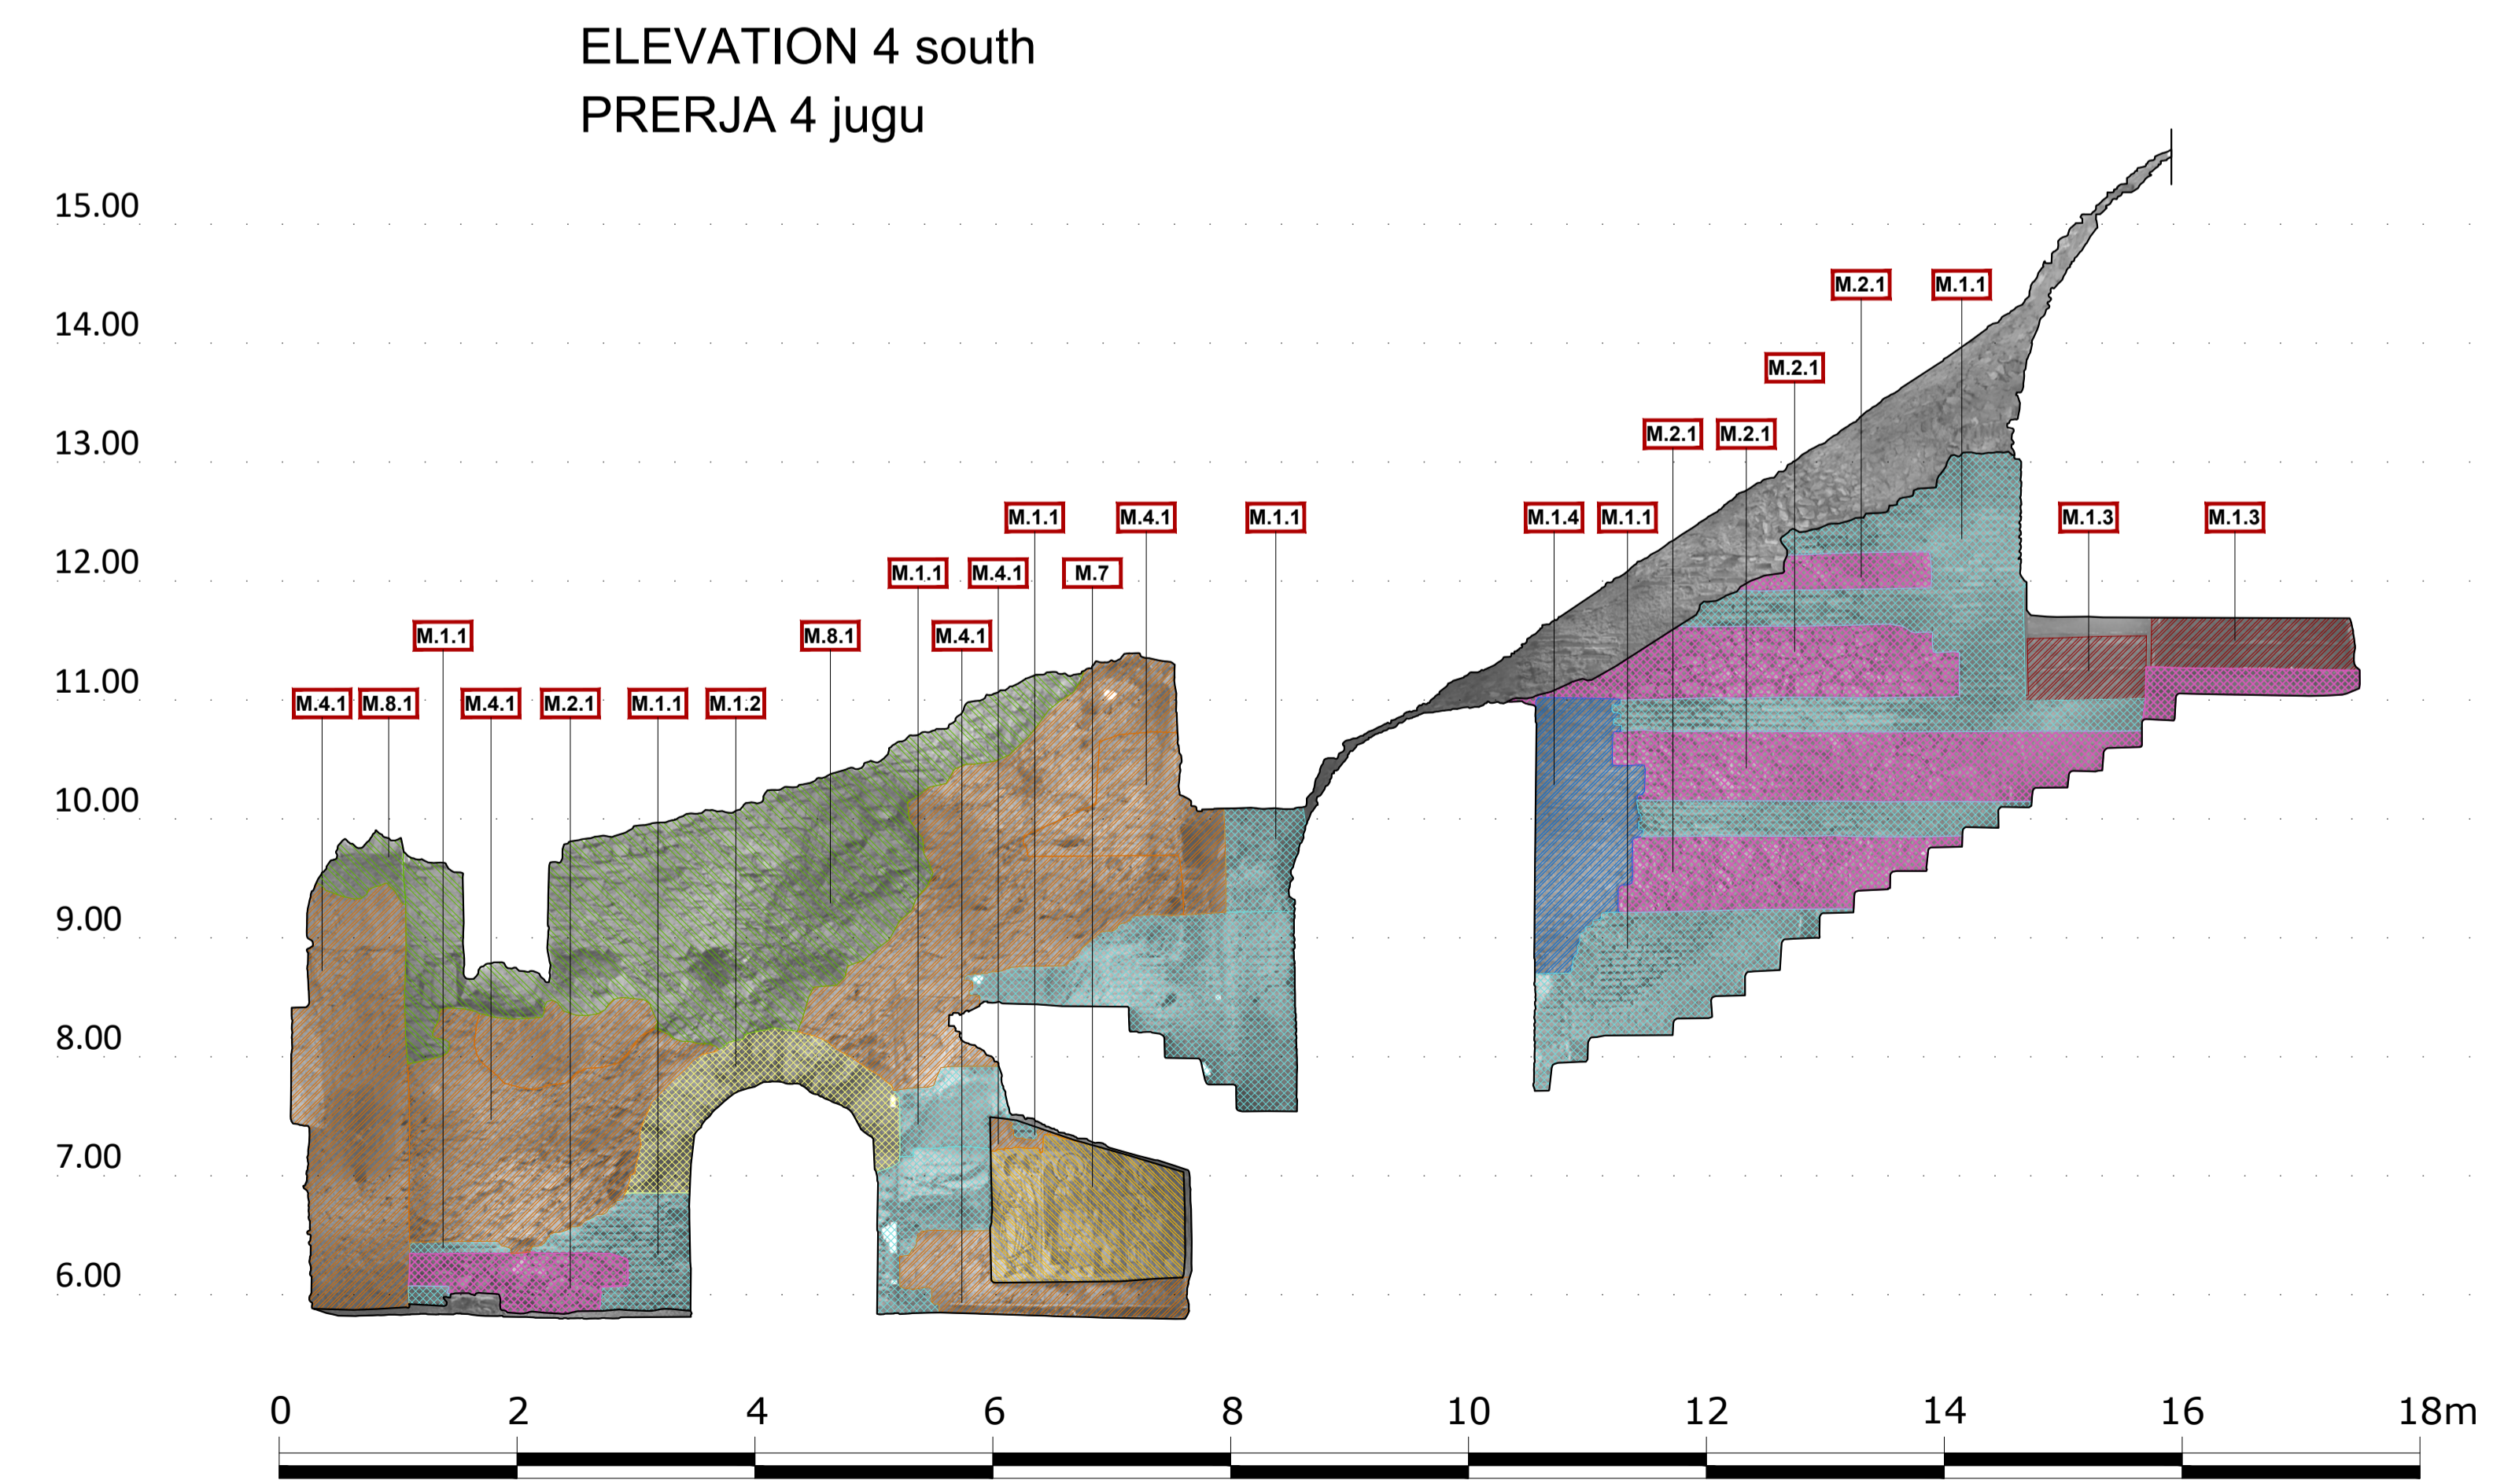 ELEVATION 4 south
PRERJA 4 jugu
15.00
14.00
M.2.1 M.1.1
M.2.1
13.00
M.2.1 M.2.1
M.1.1 M.4.1 M.1.1 M.1.4 M.1.1 M.1.3 M.1.3
12.00
M.1.1 M.4.1 M.7
M.1.1 M.8.1 M.4.1
11.00
M.4.1 M.8.1 M.4.1 M.2.1 M.1.1 M.1.2
10.00
9.00
8.00
7.00
6.00
0 2 4 6 8 10 12 14 16 18m